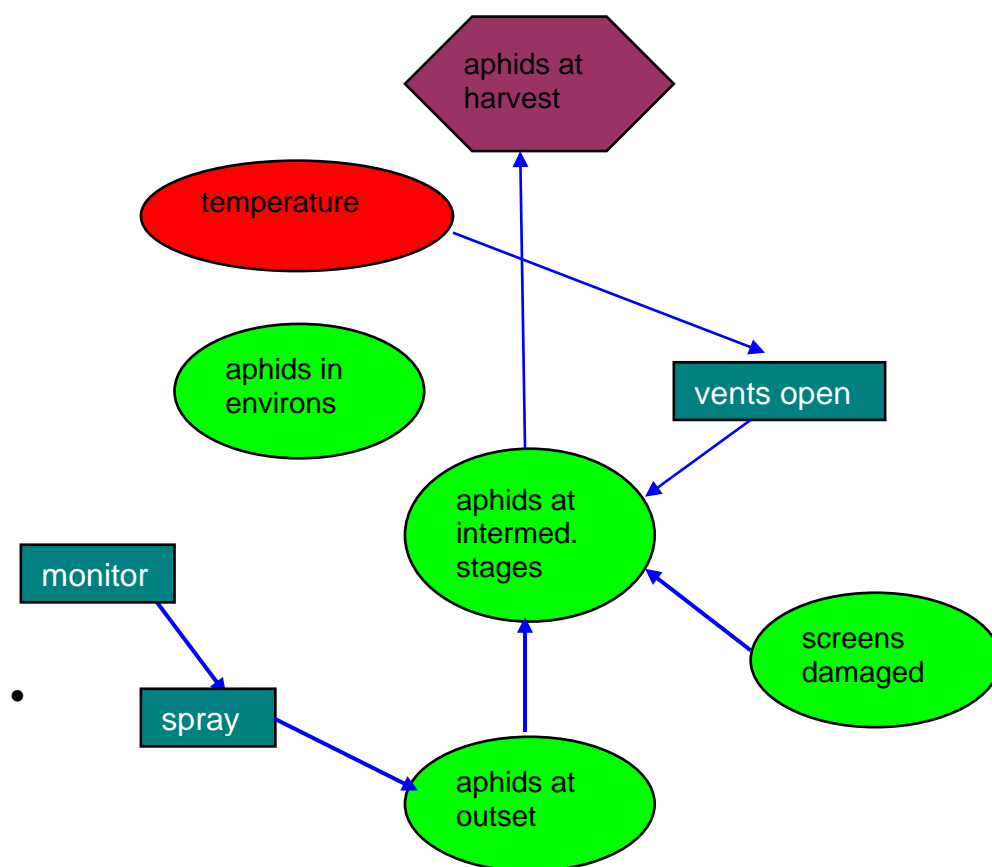 aphids at
harvest
temperature
aphids in
environs
vents open
aphids at
intermed.
stages
monitor
screens
damaged
•
spray
aphids at
outset